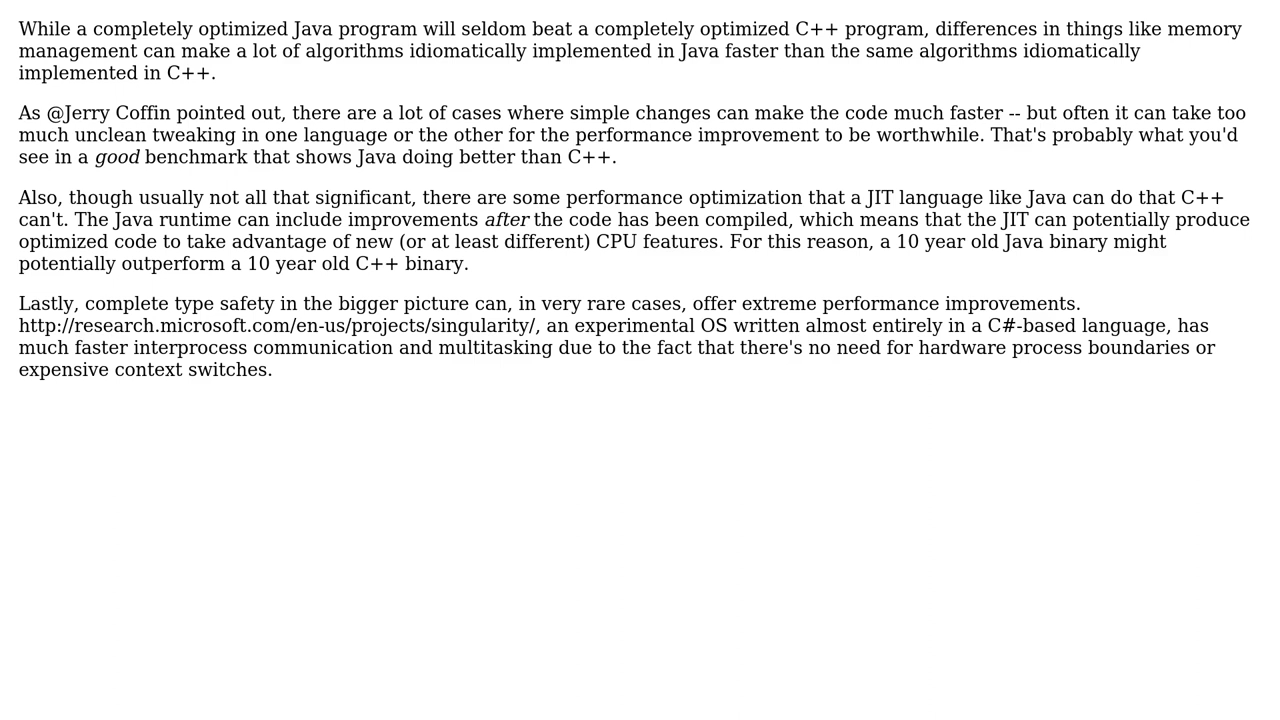 While a completely optimized Java program will seldom beat a completely optimized C++ program, differences in things like memory
management can make a lot of algorithms idiomatically implemented in Java faster than the same algorithms idiomatically
implemented in C++.
As @Jerry Coffin pointed out, there are a lot of cases where simple changes can make the code much faster -- but often it can take too
much unclean tweaking in one language or the other for the performance improvement to be worthwhile. That's probably what you'd
see in a good benchmark that shows Java doing better than C++.
Also, though usually not all that significant, there are some performance optimization that a JIT language like Java can do that C++
can't. The Java runtime can include improvements after the code has been compiled, which means that the JIT can potentially produce
optimized code to take advantage of new (or at least different) CPU features. For this reason, a 10 year old Java binary might
potentially outperform a 10 year old C++ binary.
Lastly, complete type safety in the bigger picture can, in very rare cases, offer extreme performance improvements.
http://research.microsoft.com/en-us/projects/singularity/, an experimental OS written almost entirely in a C#-based language, has
much faster interprocess communication and multitasking due to the fact that there's no need for hardware process boundaries or
expensive context switches.